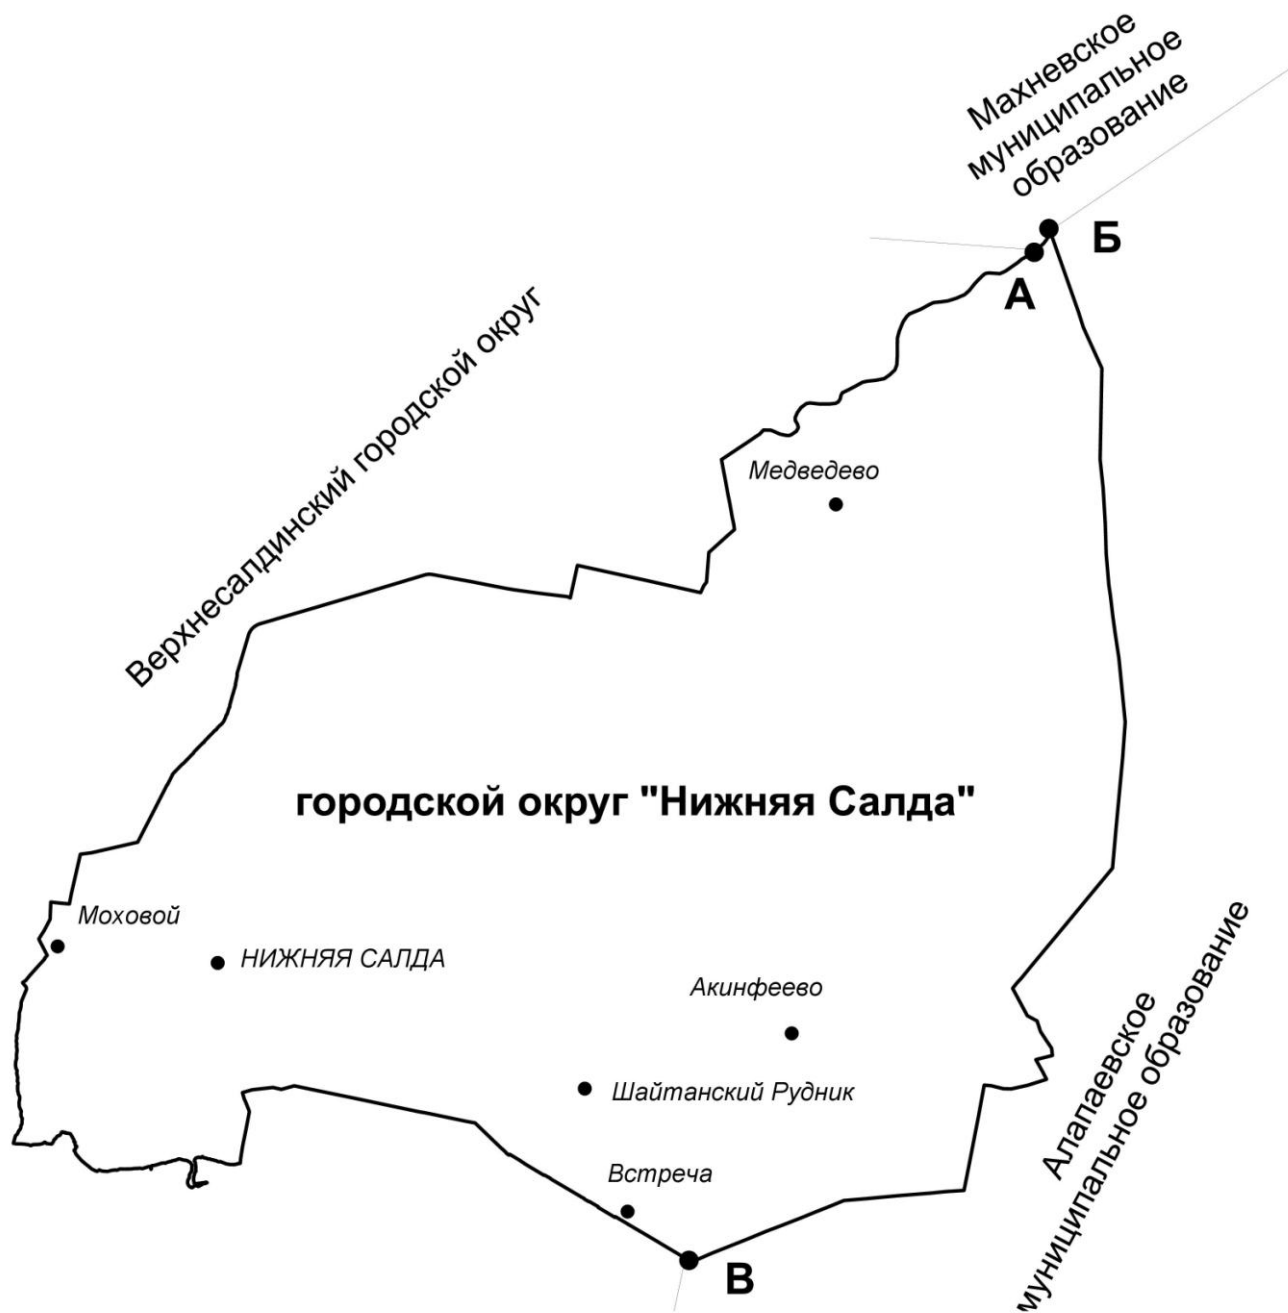 Махневское
муниципальное
образование
Б
А
Верхнесалдинский городской округ
Медведево
городской округ "Нижняя Салда"
Моховой
НИЖНЯЯ САЛДА
Акинфеево
Шайтанский Рудник
Алапаевское
муниципальное образование
Встреча
В